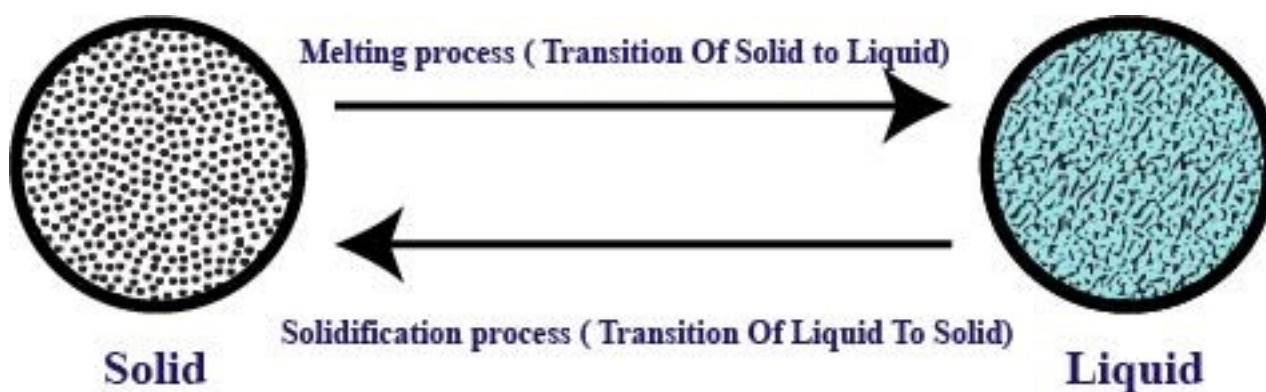 Melting process ( Transition Of Solid to Liquid)
Solidification process ( Transition Of Liquid To Solid)
Solid
Liquid